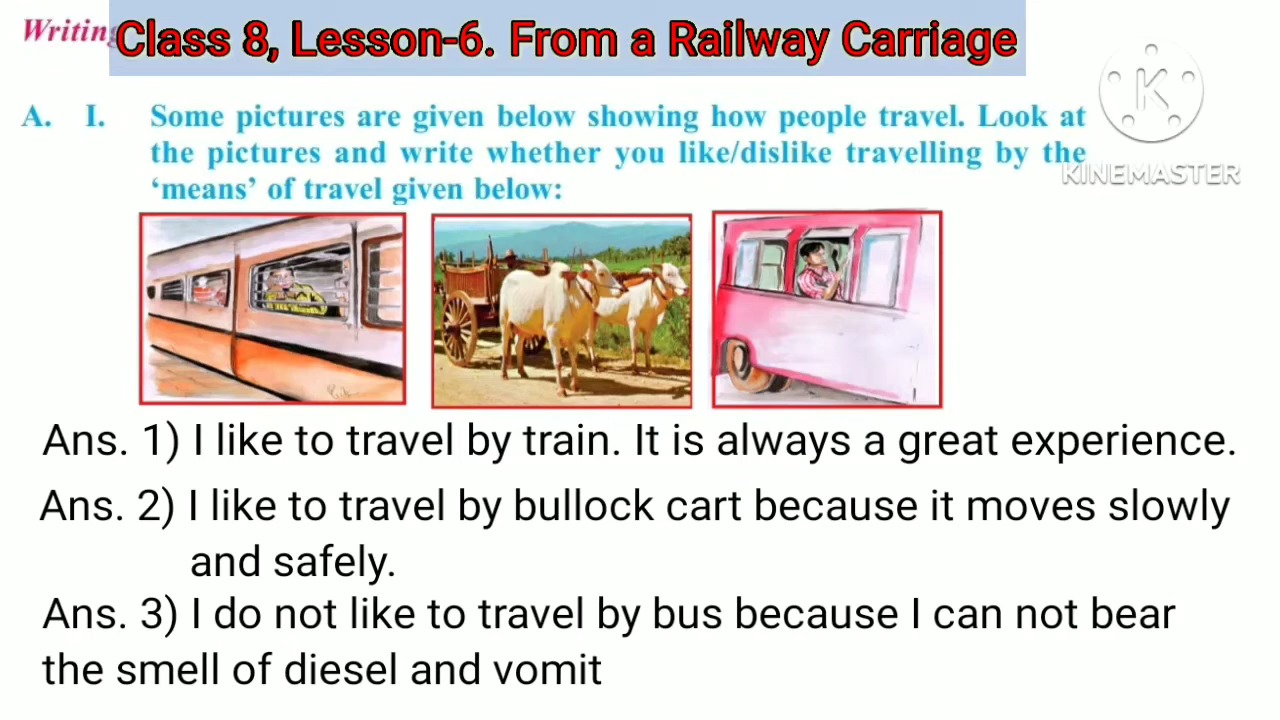 Writing
Class 8, Lesson-6. From a Railway Carriage
A. I. Some pictures are given below showing how people travel. Look at
the pictures and write whether you like/dislike travelling by the
‘means’ of travel given below:
K
KINEMASTER
Ans. 1) I like to travel by train. It is always a great experience.
Ans. 2) I like to travel by bullock cart because it moves slowly
and safely.
Ans. 3) I do not like to travel by bus because I can not bear
the smell of diesel and vomit